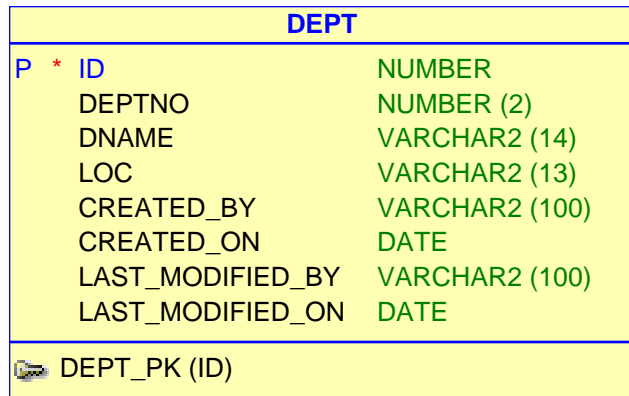 DEPT
P * ID NUMBER
DEPTNO NUMBER (2)
DNAME VARCHAR2 (14)
LOC VARCHAR2 (13)
CREATED_BY VARCHAR2 (100)
CREATED_ON DATE
LAST_MODIFIED_BY VARCHAR2 (100)
LAST_MODIFIED_ON DATE
DEPT_PK (ID)